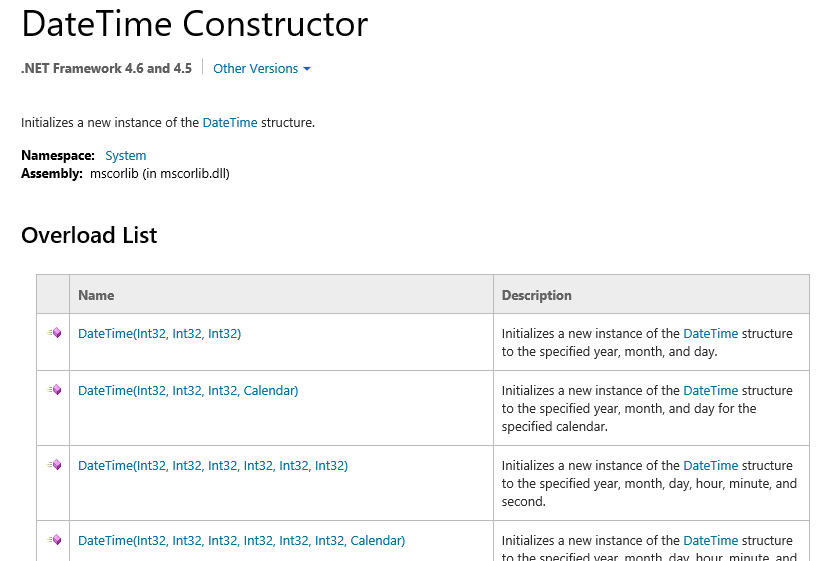 DateTime Constructor
.NET Framework 4.6 and 4.5 Other Versions
Initializes a new instance of the DateTime structure.
Namespace: System
Assembly: mscorlib (in mscorlib.dll)
Overload List
Name Description
DateTime(Int32, Int32, Int32) Initializes a new instance of the DateTime structure
to the specified year, month, and day.
DateTime(Int32, Int32, Int32, Calendar) Initializes a new instance of the DateTime structure
to the specified year, month, and day for the
specified calendar.
DateTime(Int32, Int32, Int32, Int32, Int32, Int32) Initializes a new instance of the DateTime structure
to the specified year, month, day, hour, minute, and
second.
DateTime(Int32, Int32, Int32, Int32, Int32, Int32, Calendar) Initializes a new instance of the DateTime structure
to the specified year, month, day, hour, minute, and